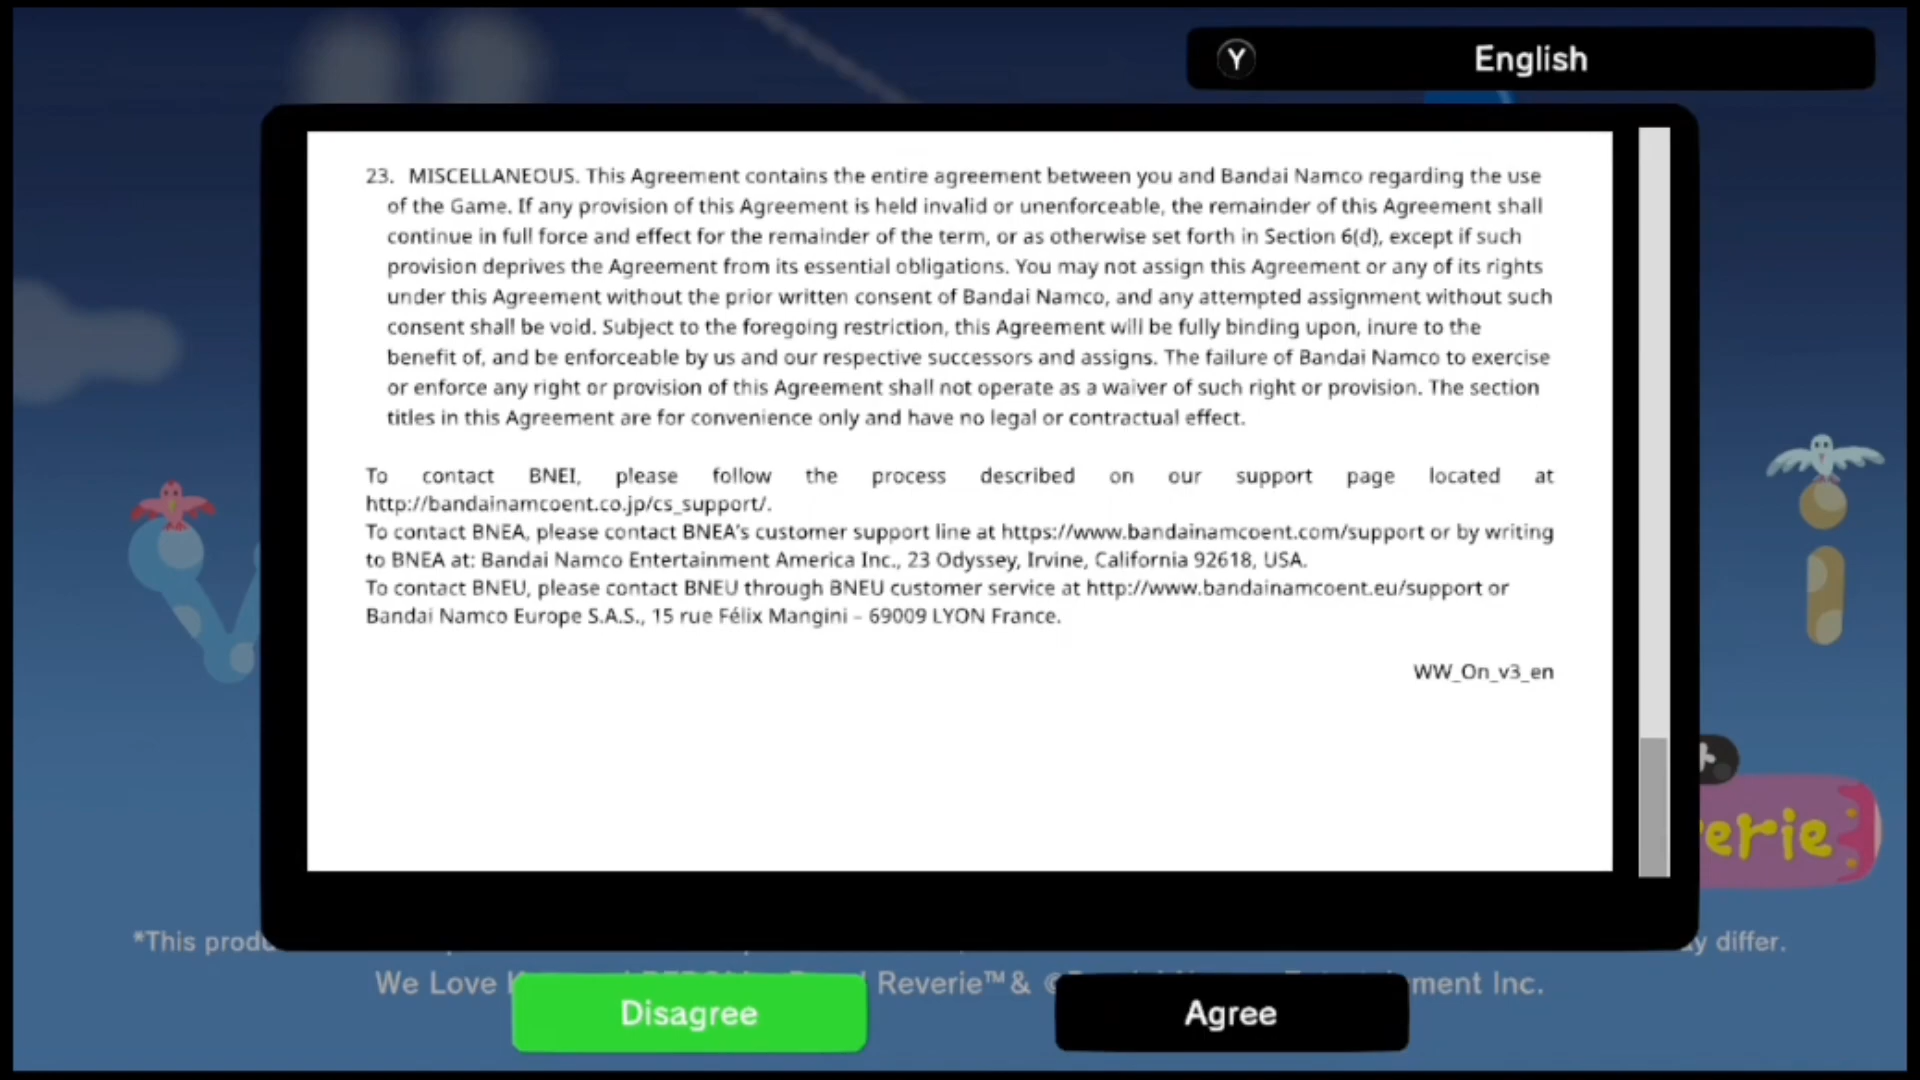 Y English
23. MISCELLANEOUS. This Agreement contains the entire agreement between you and Bandai Namco regarding the use
of the Game. If any provision of this Agreement is held invalid or unenforceable, the remainder of this Agreement shall
continue in full force and effect for the remainder of the term, or as otherwise set forth in Section 6(d), except if such
provision deprives the Agreement from its essential obligations. You may not assign this Agreement or any of its rights
under this Agreement without the prior written consent of Bandai Namco, and any attempted assignment without such
consent shall be void. Subject to the foregoing restriction, this Agreement will be fully binding upon, inure to the
benefit of, and be enforceable by us and our respective successors and assigns. The failure of Bandai Namco to exercise
or enforce any right or provision of this Agreement shall not operate as a waiver of such right or provision. The section
titles in this Agreement are for convenience only and have no legal or contractual effect.
To contact BNEI, please follow the process described on our support page located at
http://bandainamcoent.co.jp/cs_support/.
To contact BNEA, please contact BNEA's customer support line at https://www.bandainamcoent.com/support or by writing
to BNEA at: Bandai Namco Entertainment America Inc., 23 Odyssey, Irvine, California 92618, USA.
To contact BNEU, please contact BNEU through BNEU customer service at http://www.bandainamcoent.eu/support or
Bandai Namco Europe S.A.S., 15 rue Félix Mangini – 69009 LYON France.
WW_On_v3_en
erie
*This differ.
We Love Reverie™& © Inc.
Disagree
Agree